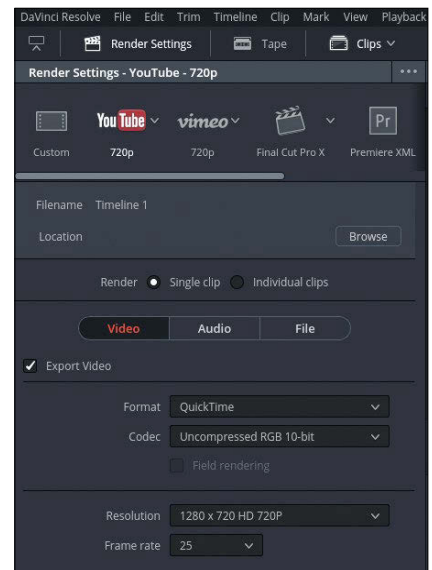 DaVinci Resolve File Edit Trim Timeline Clip Mark View Playback
Render Settings Tape Clips
Render Settings - YouTube - 720p
You Tube vimeo Pr
Custom 720p 720p Final Cut Pro X Premiere XML
Filename Timeline 1
Location Browse
Render Single clip Individual clips
Video Audio File
Export Video
Format QuickTime
Codec Uncompressed RGB 10-bit
Field rendering
Resolution 1280 x 720 HD 720P
Frame rate 25